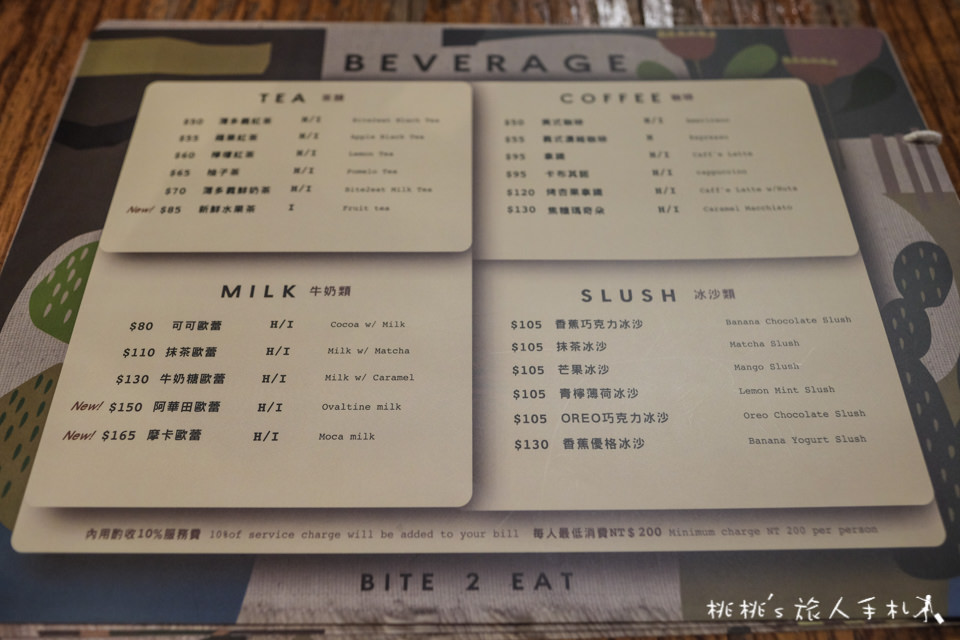 BEVERAGE
TEA 茶類
$50 薄多義紅茶 H/I Bite2eat Black Tea
$55 蘋果紅茶 H/I Apple Black Tea
$60 檸檬紅茶 H/I Lemon Tea
$65 柚子茶 H/I Pomelo Tea
$70 薄多義鮮奶茶 H/I Bite2eat Milk Tea
New! $85 新鮮水果茶 I Fruit tea
COFFEE 咖啡
$50 美式咖啡 H/I Americano
$55 義式濃縮咖啡 H Espresso
$95 拿鐵 H/I Caff'e Latte
$95 卡布其諾 H/I cappuccino
$120 烤杏果拿鐵 H/I Caff'e Latte w/Nuts
$130 焦糖瑪奇朵 H/I Caramel Macchiato
MILK 牛奶類
$80 可可歐蕾 H/I Cocoa w/ Milk
$110 抹茶歐蕾 H/I Milk w/ Matcha
$130 牛奶糖歐蕾 H/I Milk w/ Caramel
New! $150 阿華田歐蕾 H/I Ovaltine milk
New! $165 摩卡歐蕾 H/I Moca milk
SLUSH 冰沙類
$105 香蕉巧克力冰沙 Banana Chocolate Slush
$105 抹茶冰沙 Matcha Slush
$105 芒果冰沙 Mango Slush
$105 青檸薄荷冰沙 Lemon Mint Slush
$105 OREO巧克力冰沙 Oreo Chocolate Slush
$130 香蕉優格冰沙 Banana Yogurt Slush
內用酌收10%服務費 10%of service charge will be added to your bill 每人最低消費NT$200 Minimum charge NT 200 per person
BITE 2 EAT
桃桃's旅人手札